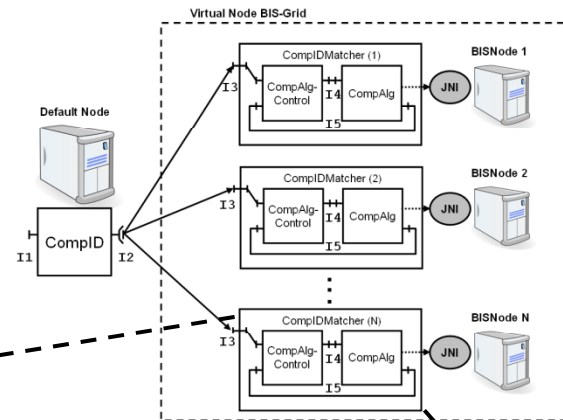 Virtual Node BIS-Grid
CompIDMatcher (1)
BISNode 1
I3
CompAlg-
Control
I4
CompAlg
JNI
I5
Default Node
CompIDMatcher (2)
BISNode 2
I3
CompAlg-
Control
I4
CompAlg
JNI
I5
I1
CompID
I2
CompIDMatcher (N)
BISNode N
I3
CompAlg-
Control
I4
CompAlg
JNI
I5